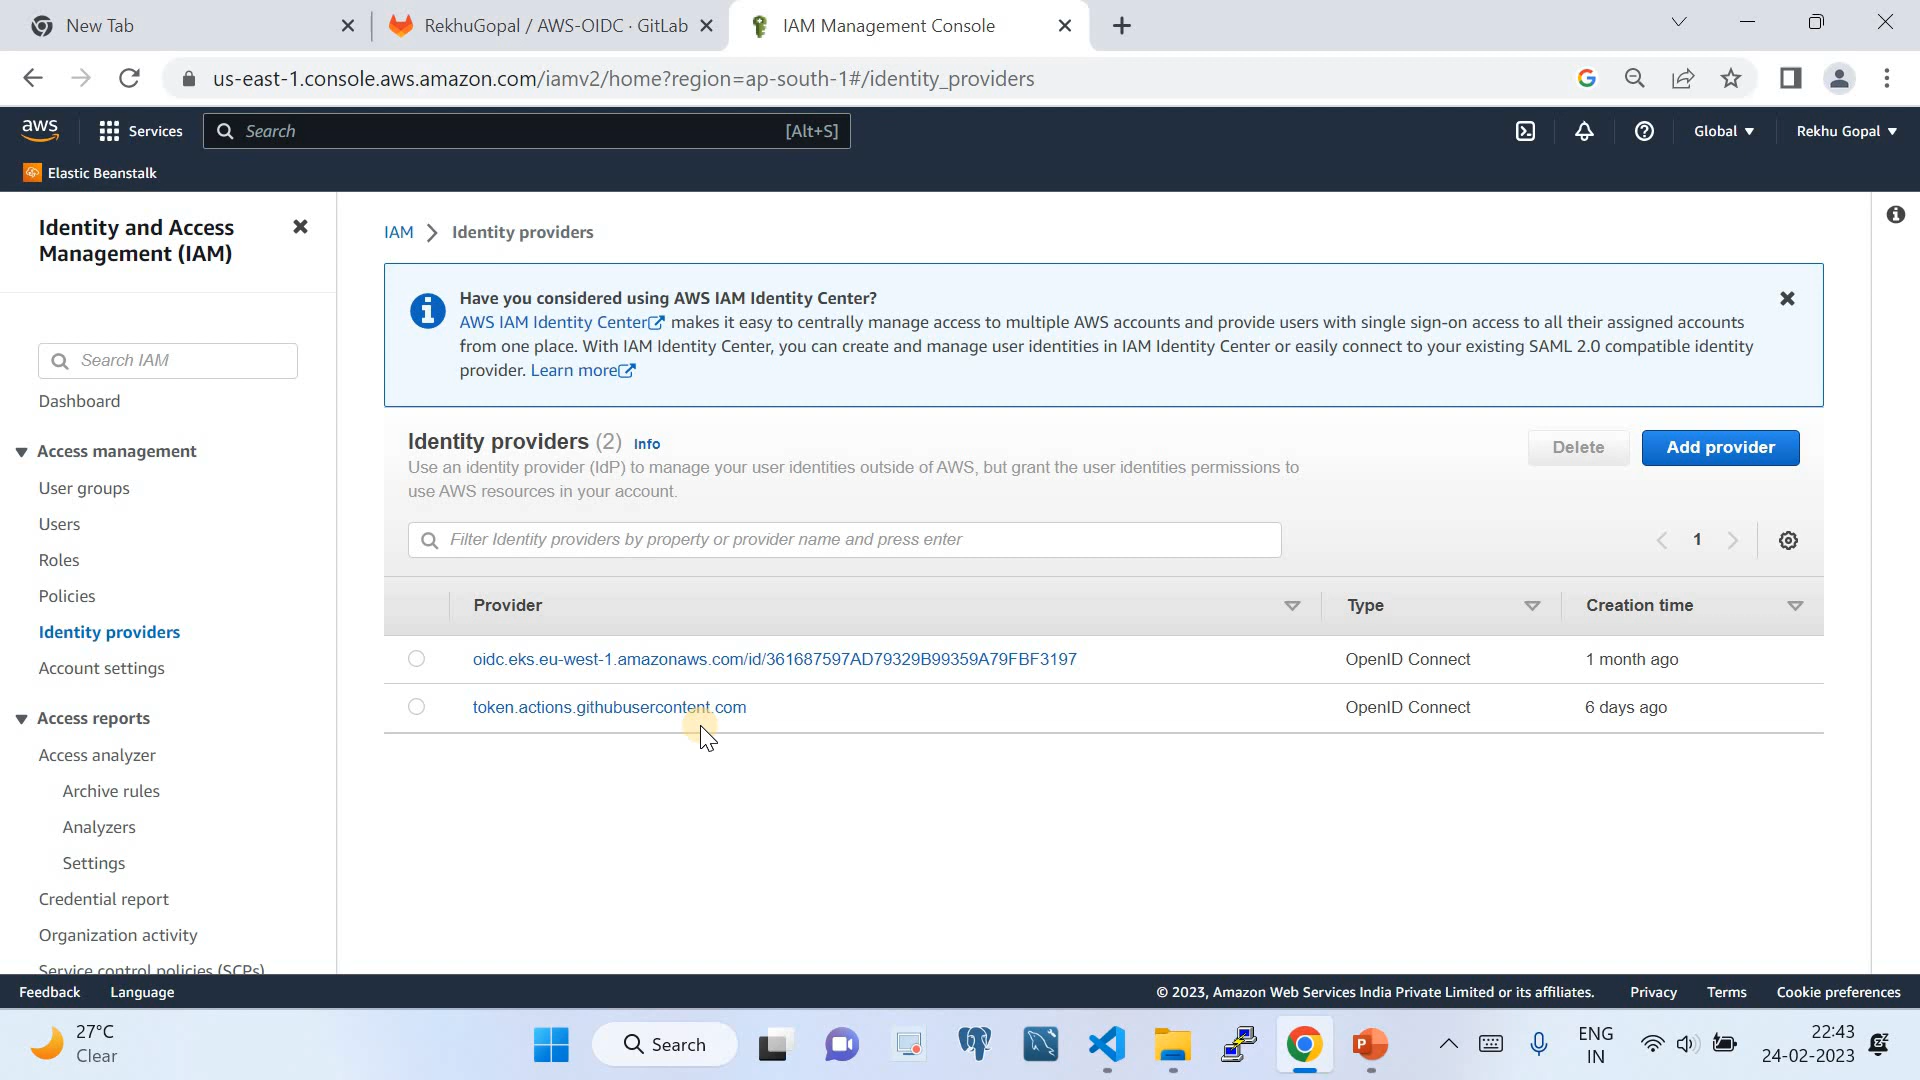 New Tab
RekhuGopal / AWS-OIDC · GitLab
IAM Management Console
us-east-1.console.aws.amazon.com/iamv2/home?region=ap-south-1#/identity_providers
aws
Services
Search
[Alt+S]
Global
Rekhu Gopal
Elastic Beanstalk
Identity and Access
Management (IAM)
Search IAM
Dashboard
Access management
User groups
Users
Roles
Policies
Identity providers
Account settings
Access reports
Access analyzer
Archive rules
Analyzers
Settings
Credential report
Organization activity
Service control policies (SCPs)
IAM
Identity providers
Have you considered using AWS IAM Identity Center?
AWS IAM Identity Center makes it easy to centrally manage access to multiple AWS accounts and provide users with single sign-on access to all their assigned accounts
from one place. With IAM Identity Center, you can create and manage user identities in IAM Identity Center or easily connect to your existing SAML 2.0 compatible identity
provider. Learn more
Identity providers (2) Info
Use an identity provider (IdP) to manage your user identities outside of AWS, but grant the user identities permissions to
use AWS resources in your account.
Delete
Add provider
Filter Identity providers by property or provider name and press enter
1
Provider
Type
Creation time
oidc.eks.eu-west-1.amazonaws.com/id/361687597AD79329B99359A79FBF3197
OpenID Connect
1 month ago
token.actions.githubusercontent.com
OpenID Connect
6 days ago
Feedback
Language
© 2023, Amazon Web Services India Private Limited or its affiliates.
Privacy
Terms
Cookie preferences
27°C
Clear
Search
ENG
IN
22:43
24-02-2023